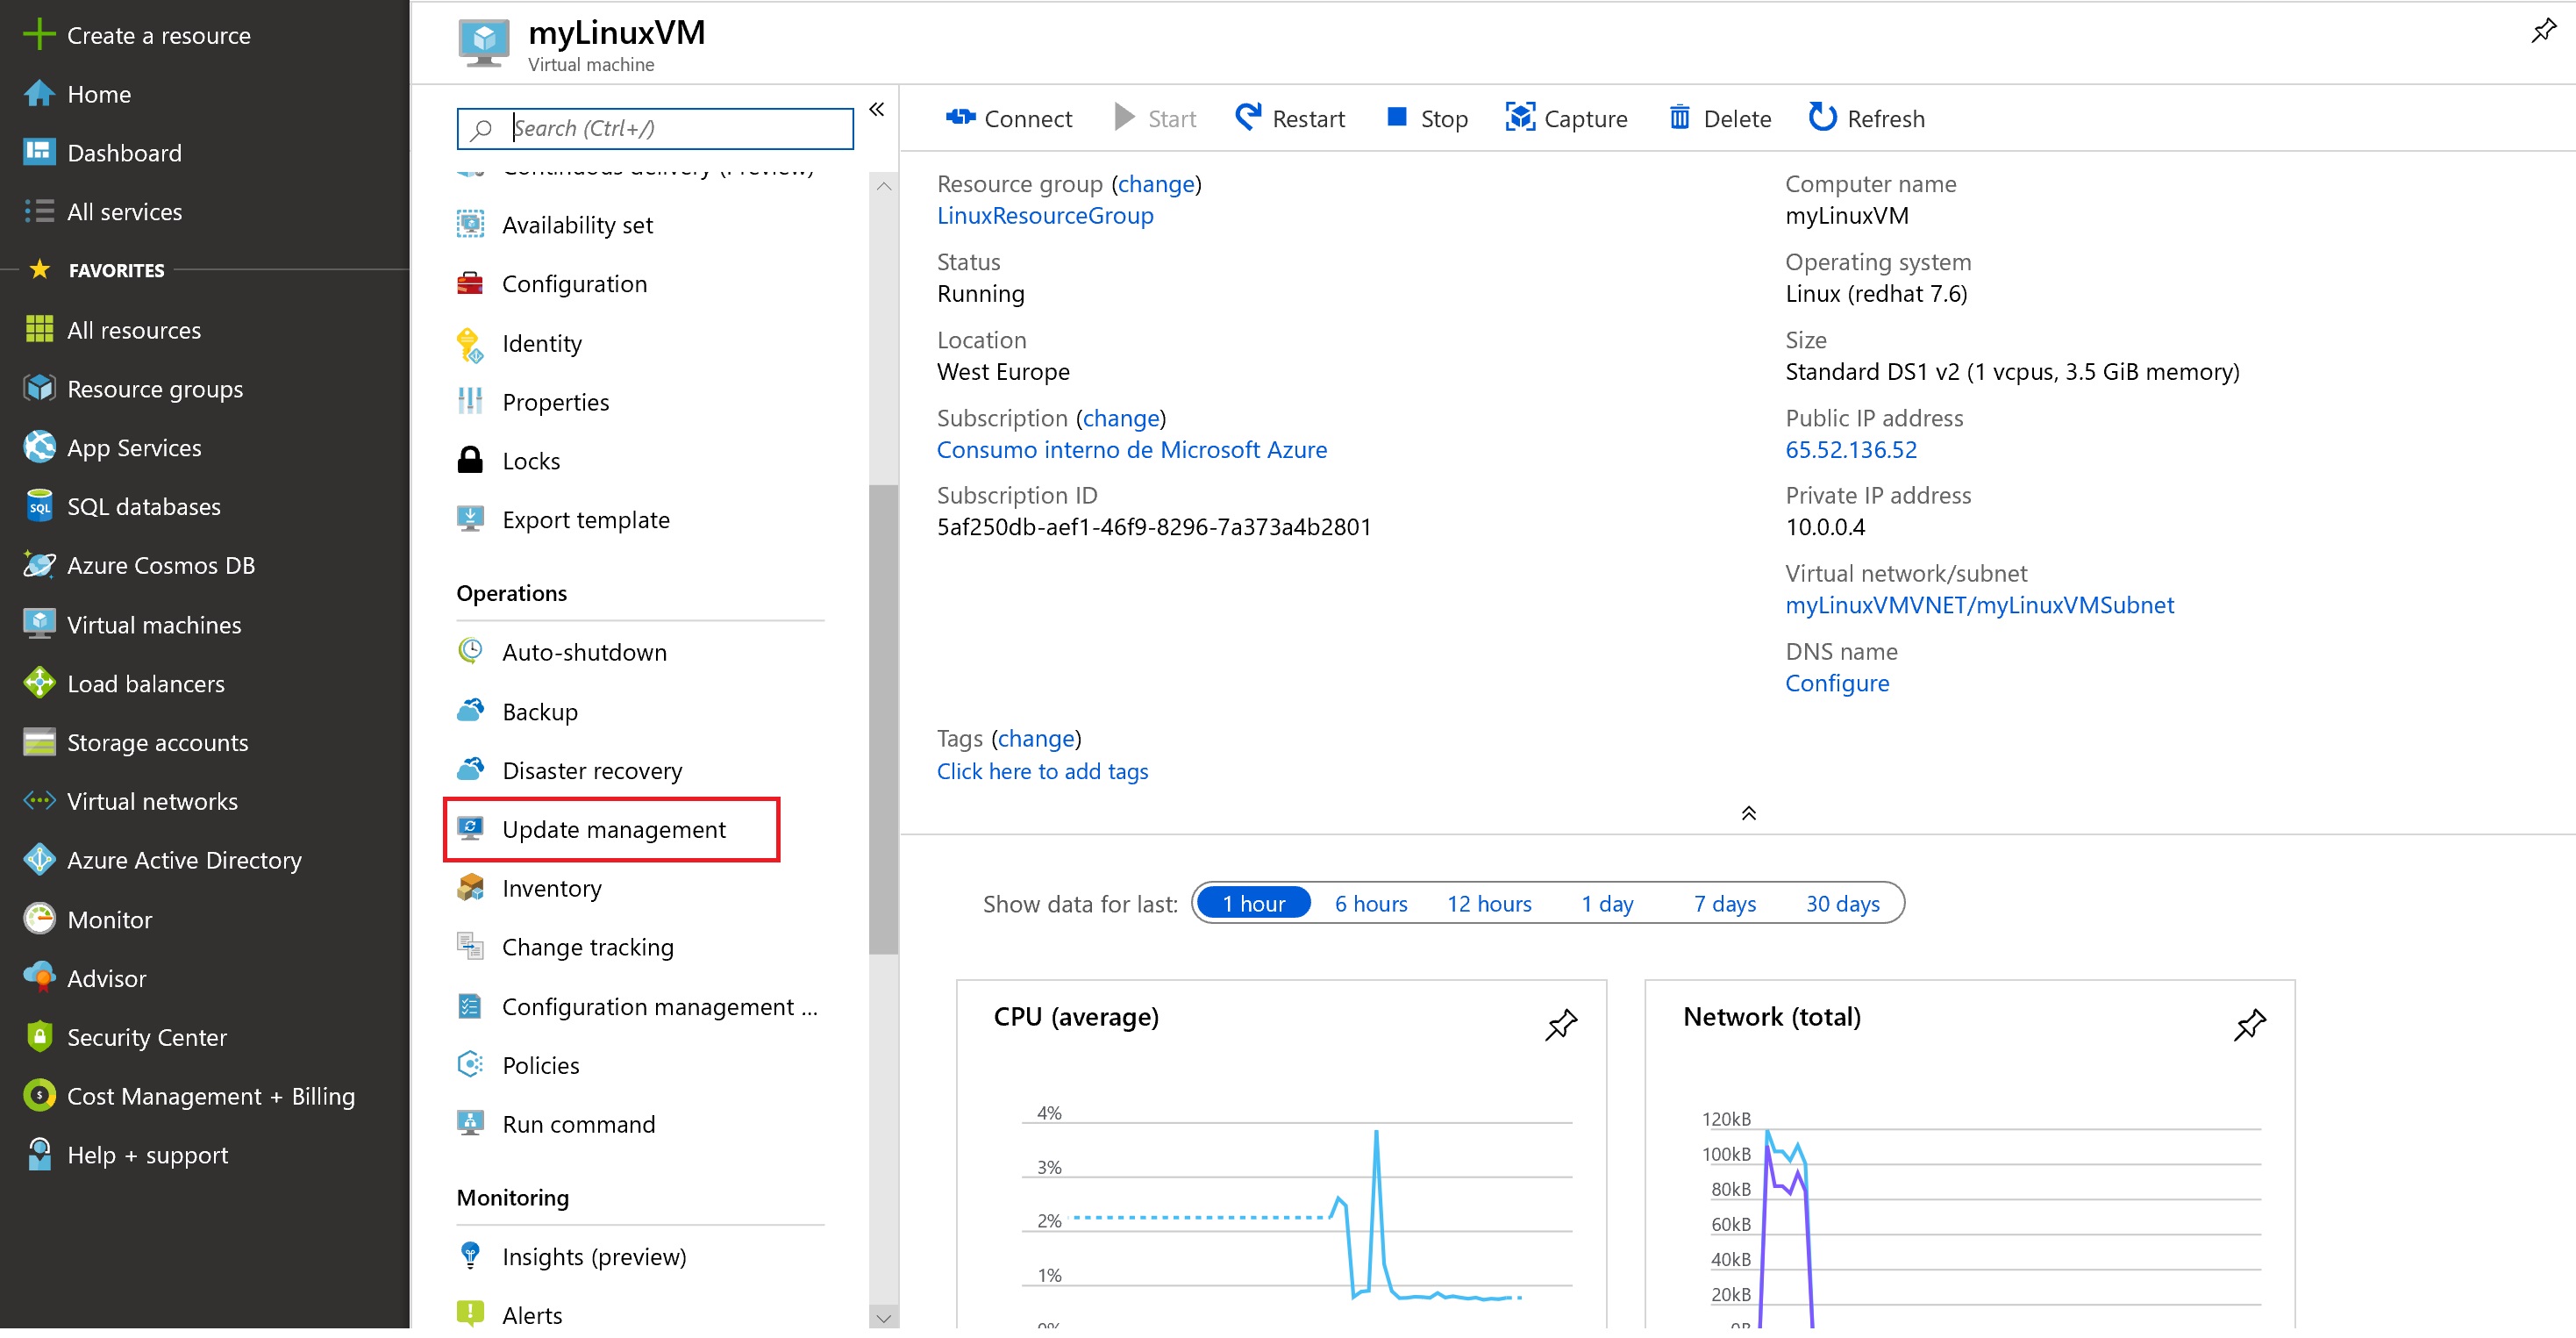 Create a resource
Home
Dashboard
All services
FAVORITES
All resources
Resource groups
App Services
SQL databases
Azure Cosmos DB
Virtual machines
Load balancers
Storage accounts
Virtual networks
Azure Active Directory
Monitor
Advisor
Security Center
Cost Management + Billing
Help + support
myLinuxVM
Virtual machine
Search (Ctrl+/)
Continuous delivery (Preview)
Availability set
Configuration
Identity
Properties
Locks
Export template
Operations
Auto-shutdown
Backup
Disaster recovery
Update management
Inventory
Change tracking
Configuration management ...
Policies
Run command
Monitoring
Insights (preview)
Alerts
Connect Start Restart Stop Capture Delete Refresh
Resource group (change)
LinuxResourceGroup
Status
Running
Location
West Europe
Subscription (change)
Consumo interno de Microsoft Azure
Subscription ID
5af250db-aef1-46f9-8296-7a373a4b2801
Computer name
myLinuxVM
Operating system
Linux (redhat 7.6)
Size
Standard DS1 v2 (1 vcpus, 3.5 GiB memory)
Public IP address
65.52.136.52
Private IP address
10.0.0.4
Virtual network/subnet
myLinuxVMVNET/myLinuxVMSubnet
DNS name
Configure
Tags (change)
Click here to add tags
Show data for last: 1 hour 6 hours 12 hours 1 day 7 days 30 days
CPU (average)
4%
3%
2%
1%
0%
Network (total)
120kB
100kB
80kB
60kB
40kB
20kB
0B